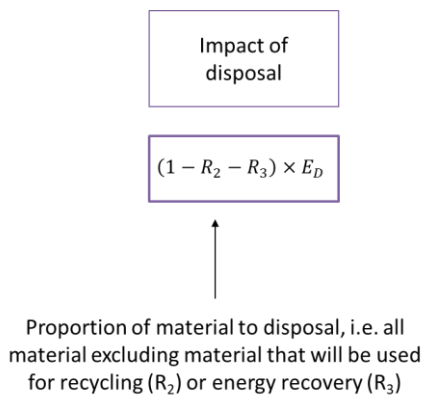 Impact of
disposal
(1 − R₂ − R₃) × E_D
Proportion of material to disposal, i.e. all
material excluding material that will be used
for recycling (R₂) or energy recovery (R₃)